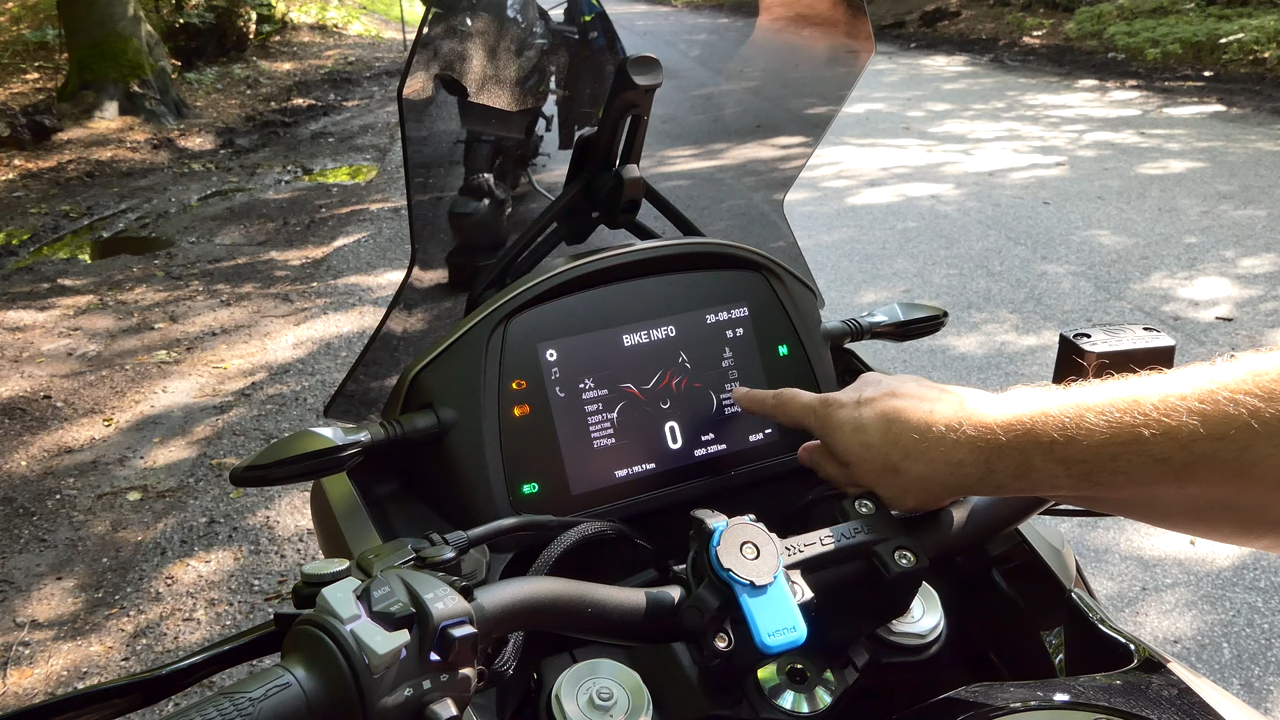 20-08-2023
BIKE INFO
15 29
65°C
4080 km
12.3 V
TRIP 2
3209.7 km
REAR TIRE
PRESSURE
272Kpa
234Kp
0
km/h
GEAR
ODO: 3211 km
TRIP 1: 193.9 km
N
BACK
PUSH